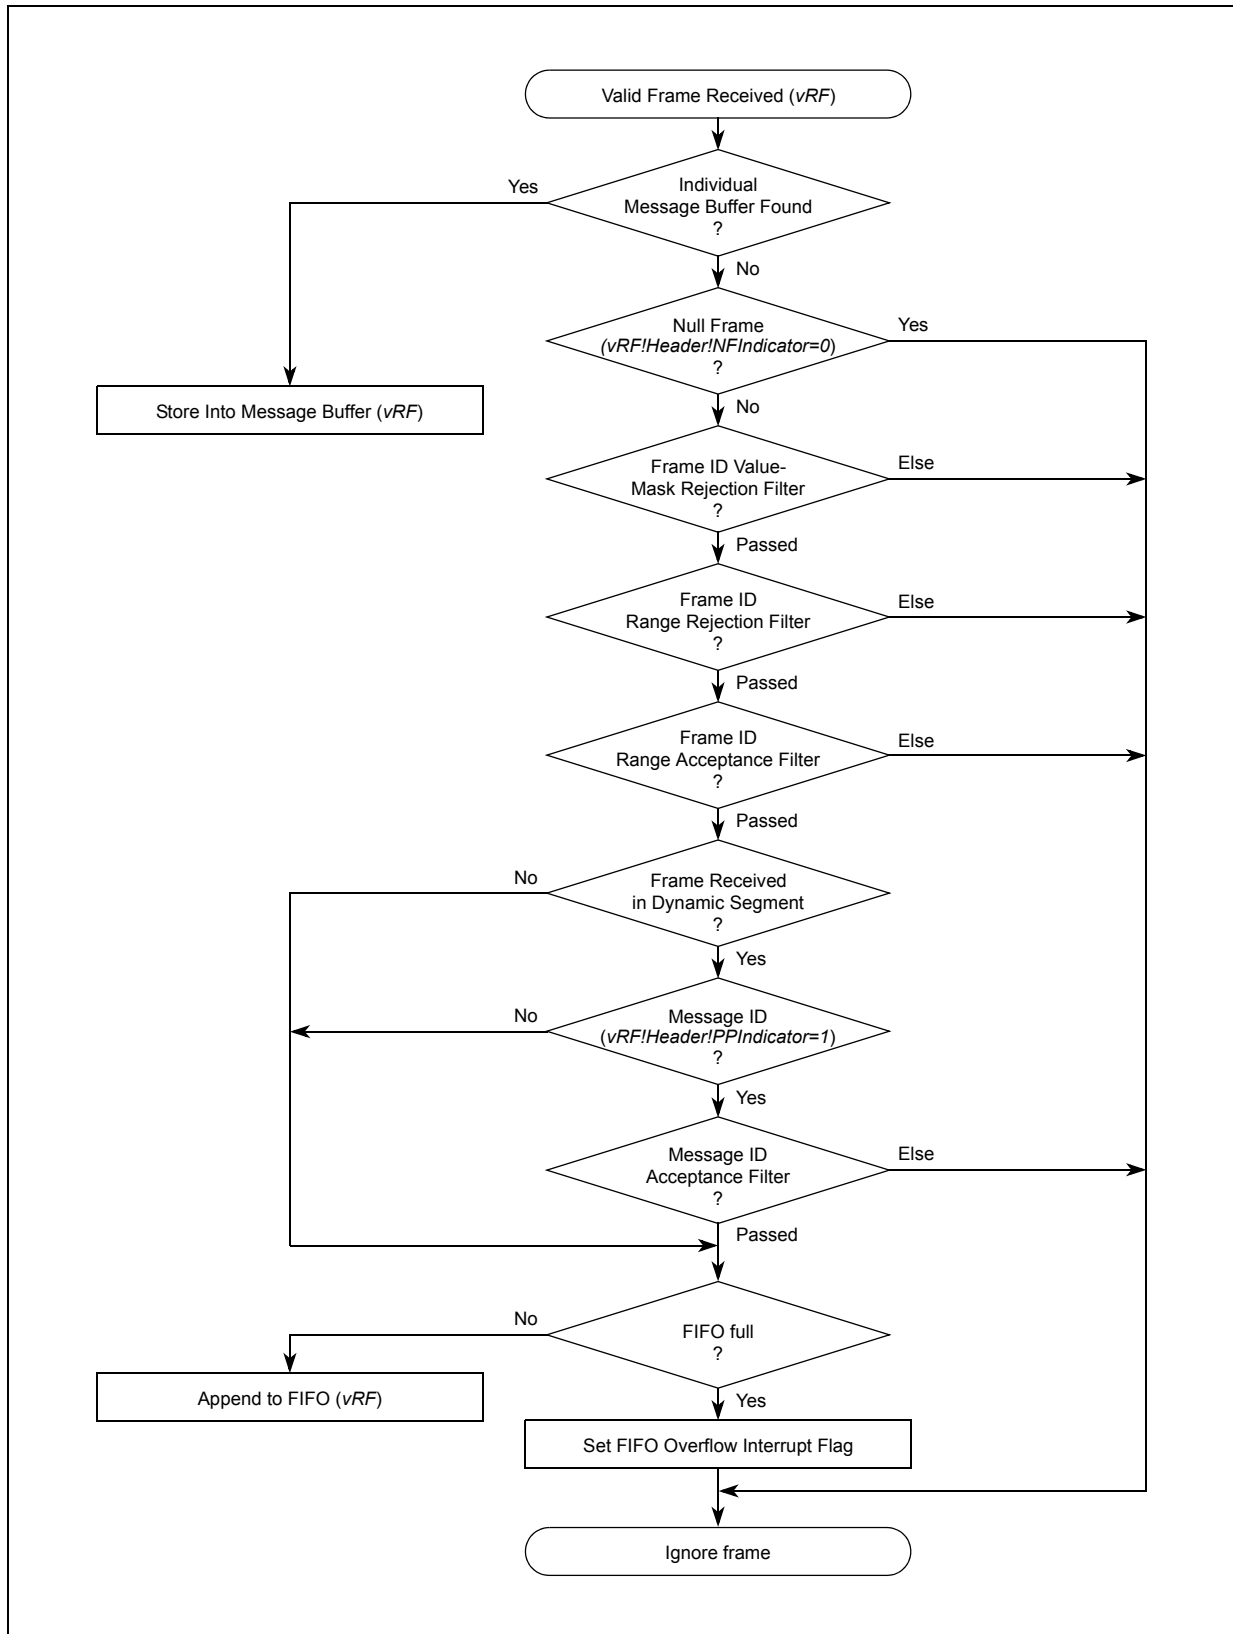 Valid Frame Received (vRF)
Individual
Message Buffer Found
?
Yes
No
Null Frame
(vRF!Header!NFIndicator=0)
?
Yes
Store Into Message Buffer (vRF)
No
Frame ID Value-
Mask Rejection Filter
?
Else
Passed
Frame ID
Range Rejection Filter
?
Else
Passed
Frame ID
Range Acceptance Filter
?
Else
Passed
No
Frame Received
in Dynamic Segment
?
Yes
No
Message ID
(vRF!Header!PPIndicator=1)
?
Yes
Message ID
Acceptance Filter
?
Else
Passed
No
FIFO full
?
Append to FIFO (vRF)
Yes
Set FIFO Overflow Interrupt Flag
Ignore frame